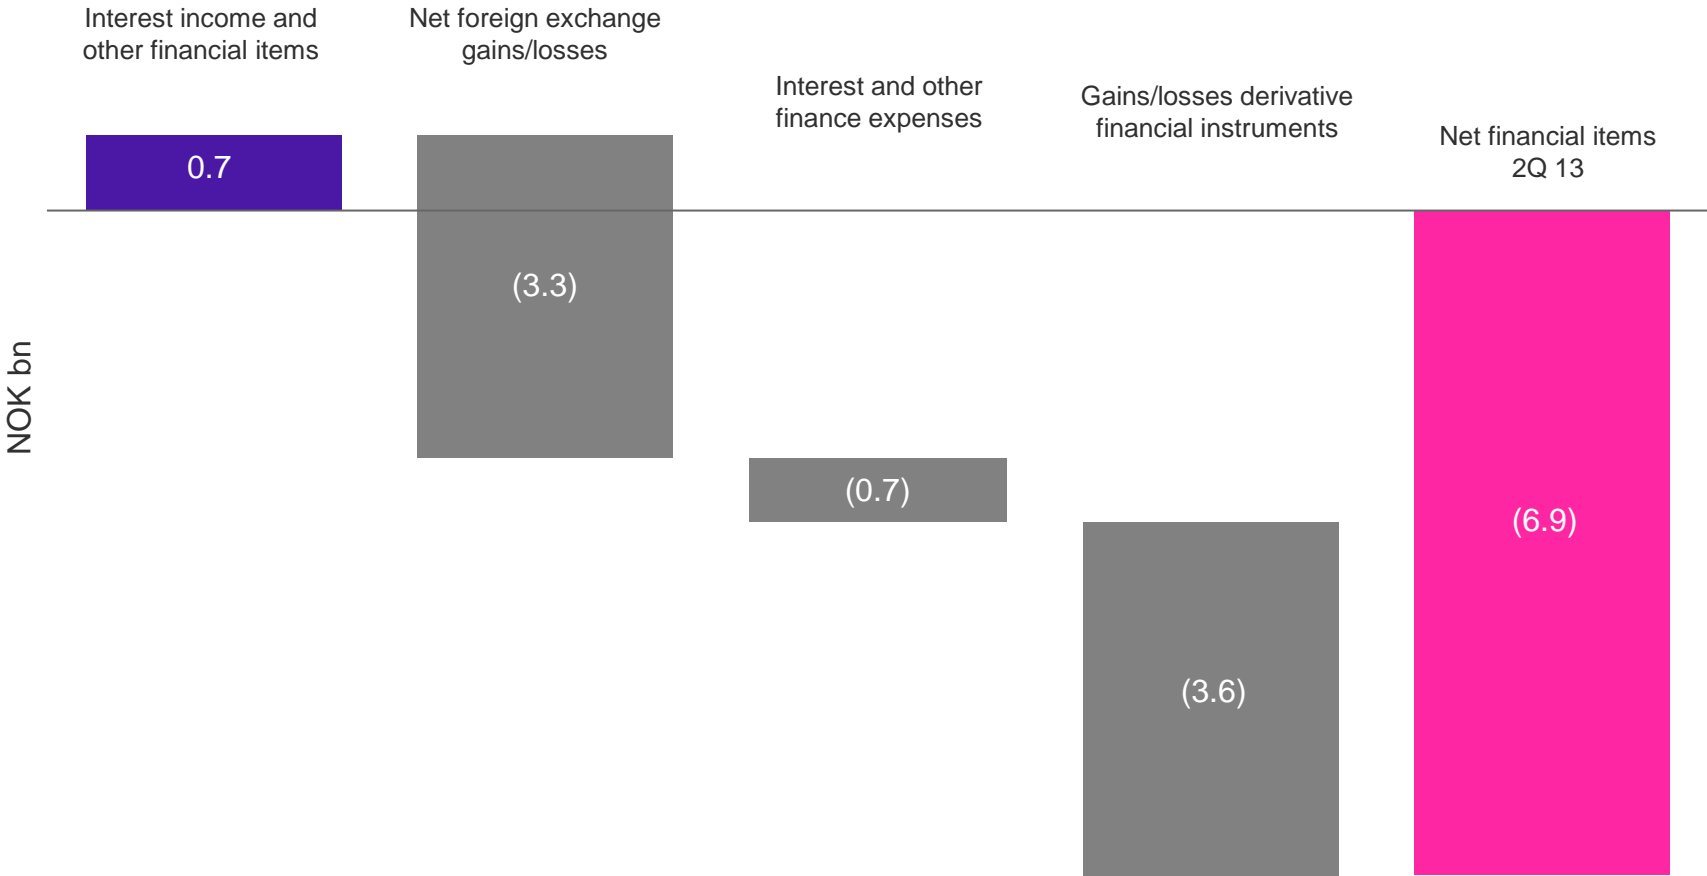 Interest income and
other financial items
Net foreign exchange
gains/losses
Interest and other
finance expenses
Gains/losses derivative
financial instruments
Net financial items
2Q 13
0.7
(3.3)
(0.7)
(3.6)
(6.9)
NOK bn